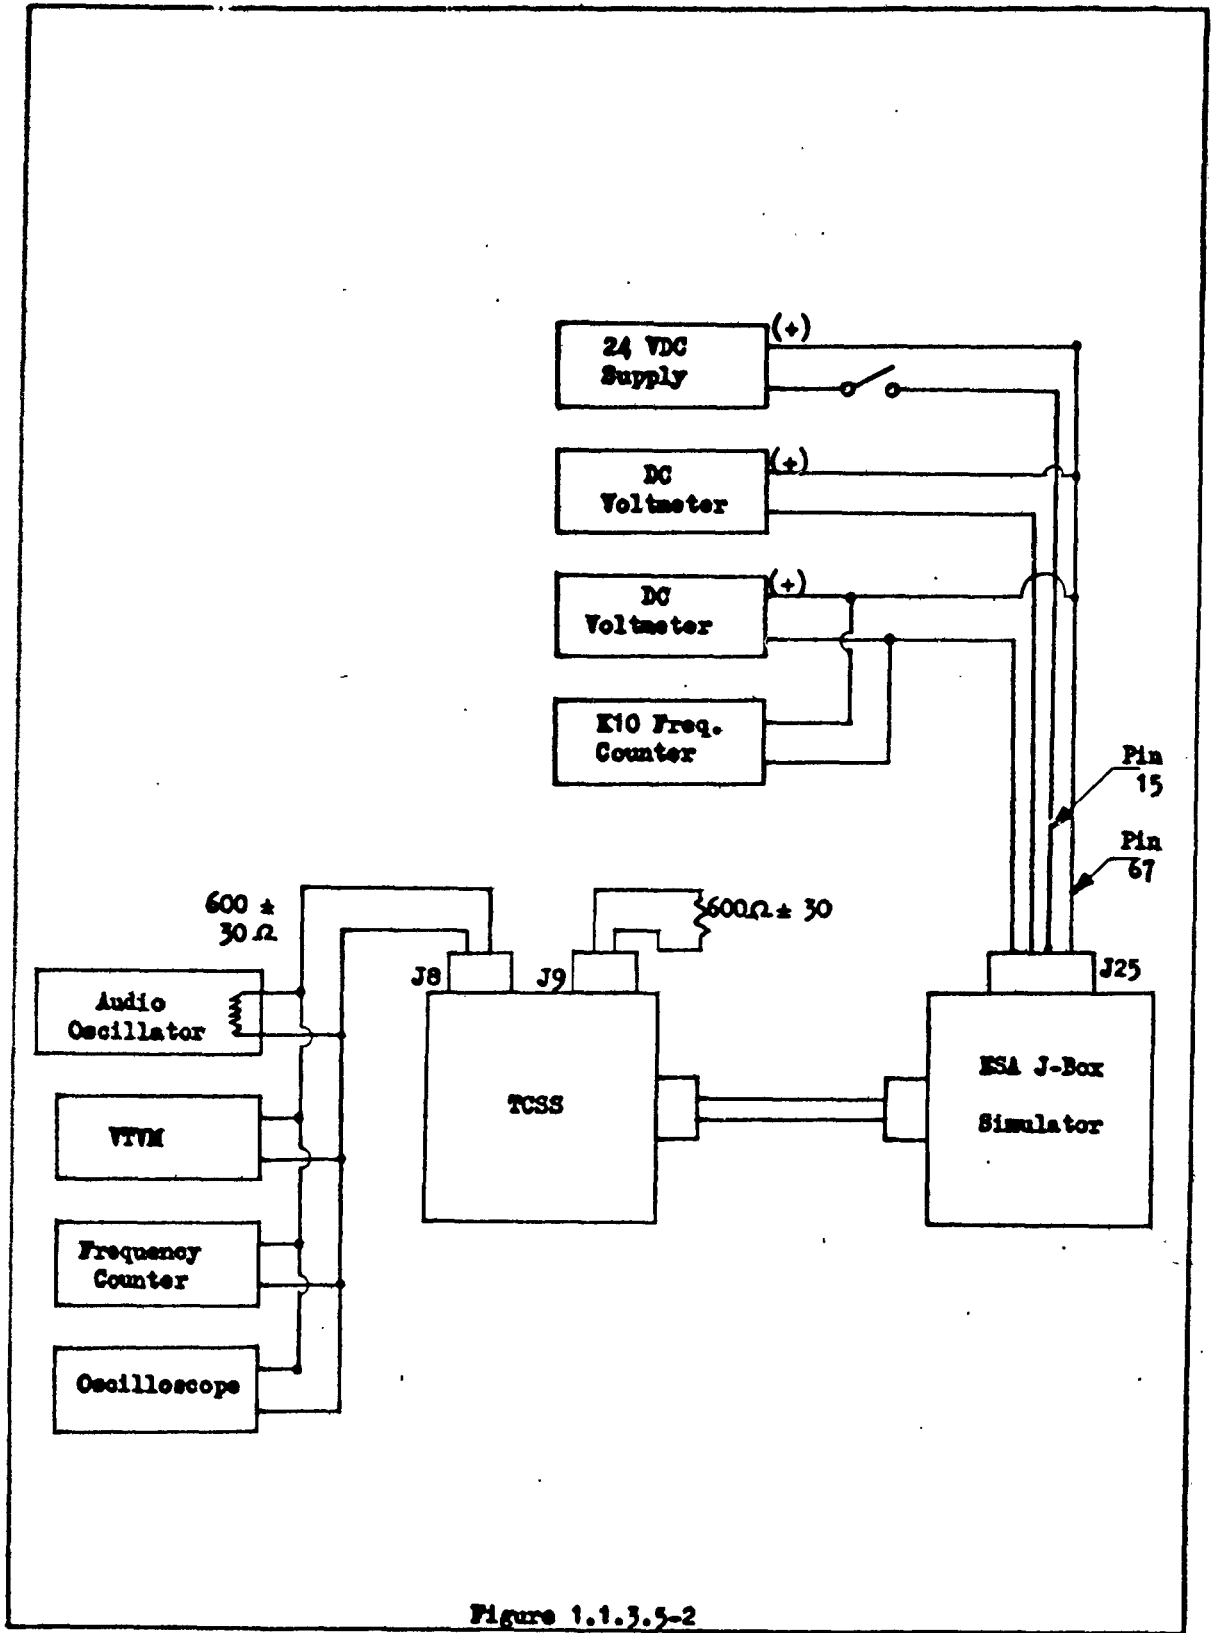 (+)
24 VDC
Supply
(+)
DC
Voltmeter
(+)
DC
Voltmeter
K10 Freq.
Counter
Pin
15
Pin
67
600 ±
30 Ω
600Ω ± 30
J8
J9
J25
Audio
Oscillator
TCSS
ESA J-Box
Simulator
VTVM
Frequency
Counter
Oscilloscope
Figure 1.1.3.5-2